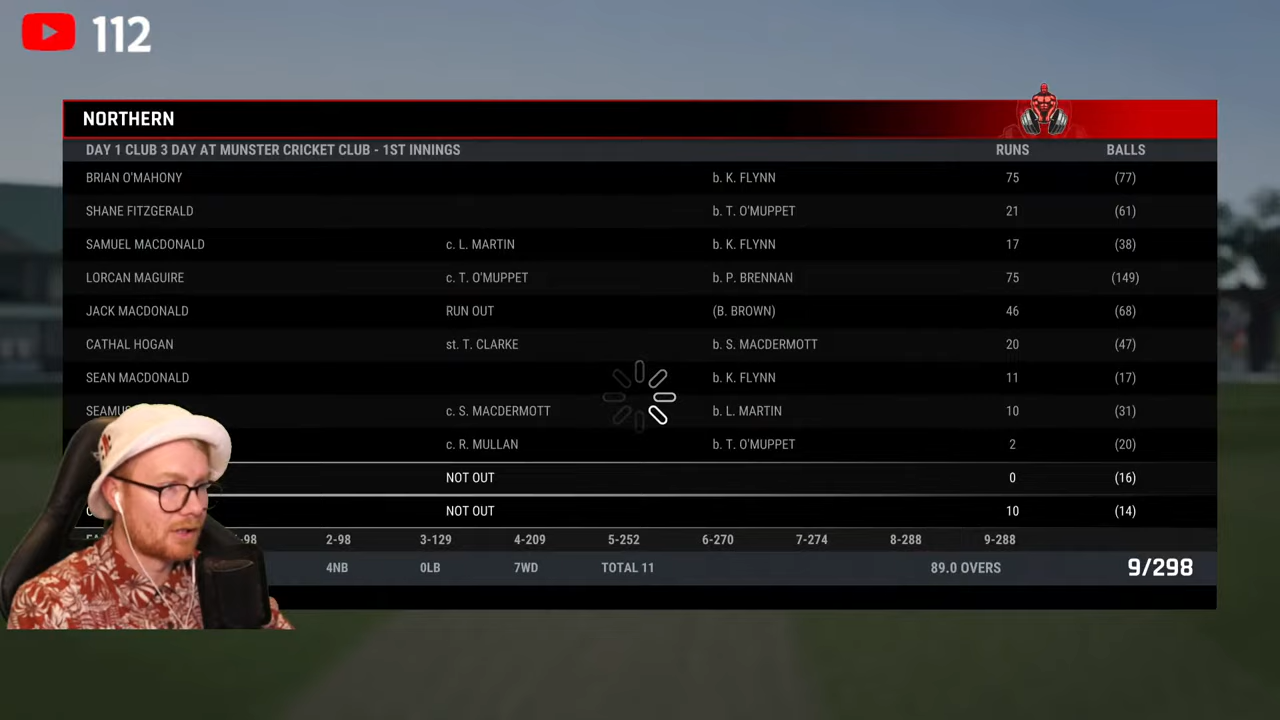 112
NORTHERN
DAY 1 CLUB 3 DAY AT MUNSTER CRICKET CLUB - 1ST INNINGS RUNS BALLS
BRIAN O'MAHONY b. K. FLYNN 75 (77)
SHANE FITZGERALD b. T. O'MUPPET 21 (61)
SAMUEL MACDONALD c. L. MARTIN b. K. FLYNN 17 (38)
LORCAN MAGUIRE c. T. O'MUPPET b. P. BRENNAN 75 (149)
JACK MACDONALD RUN OUT (B. BROWN) 46 (68)
CATHAL HOGAN st. T. CLARKE b. S. MACDERMOTT 20 (47)
SEAN MACDONALD b. K. FLYNN 11 (17)
c. S. MACDERMOTT b. L. MARTIN 10 (31)
c. R. MULLAN b. T. O'MUPPET 2 (20)
NOT OUT 0 (16)
NOT OUT 10 (14)
-98 2-98 3-129 4-209 5-252 6-270 7-274 8-288 9-288
4NB 0LB 7WD TOTAL 11 89.0 OVERS 9/298